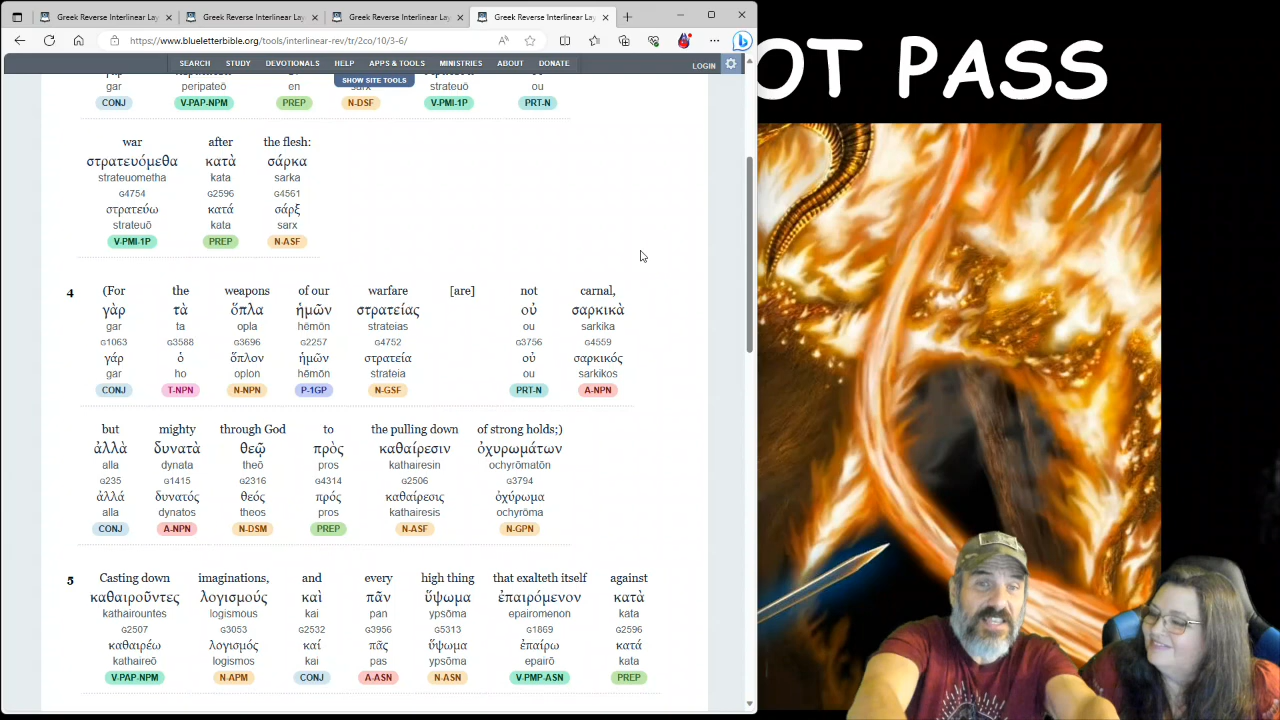 Greek Reverse Interlinear Lay
Greek Reverse Interlinear Lay
Greek Reverse Interlinear Lay
Greek Reverse Interlinear Lay
https://www.blueletterbible.org/tools/interlinear-rev/tr/2co/10/3-6/
SEARCH STUDY DEVOTIONALS HELP APPS & TOOLS MINISTRIES ABOUT DONATE LOGIN
SHOW SITE TOOLS
gar peripateō en sarx strateuō ou
CONJ V-PAP-NPM PREP N-DSF V-PMI-1P PRT-N
war after the flesh:
στρατευόμεθα κατὰ σάρκα
strateuometha kata sarka
G4754 G2596 G4561
στρατεύω κατά σάρξ
strateuō kata sarx
V-PMI-1P PREP N-ASF
4 (For the weapons of our warfare [are] not carnal,
γὰρ τὰ ὅπλα ἡμῶν στρατείας οὐ σαρκικὰ
gar ta opla hēmōn strateias ou sarkika
G1063 G3588 G3696 G2257 G4752 G3756 G4559
γάρ ὁ ὅπλον ἡμῶν στρατεία οὐ σαρκικός
gar ho oplon hēmōn strateia ou sarkikos
CONJ T-NPN N-NPN P-1GP N-GSF PRT-N A-NPN
but mighty through God to the pulling down of strong holds;)
ἀλλὰ δυνατὰ θεῷ πρὸς καθαίρεσιν ὀχυρωμάτων
alla dynata theō pros kathairesin ochyrōmatōn
G235 G1415 G2316 G4314 G2506 G3794
ἀλλά δυνατός θεός πρός καθαίρεσις ὀχύρωμα
alla dynatos theos pros kathairesis ochyrōma
CONJ A-NPN N-DSM PREP N-ASF N-GPN
5 Casting down imaginations, and every high thing that exalteth itself against
καθαιροῦντες λογισμούς καὶ πᾶν ὕψωμα ἐπαιρόμενον κατὰ
kathairountes logismous kai pan ypsōma epairomenon kata
G2507 G3053 G2532 G3956 G5313 G1869 G2596
καθαιρέω λογισμός καί πᾶς ὕψωμα ἐπαίρω κατά
kathaireō logismos kai pas ypsōma epairō kata
V-PAP-NPM N-APM CONJ A-ASN N-ASN V-PMP-ASN PREP
OT PASS